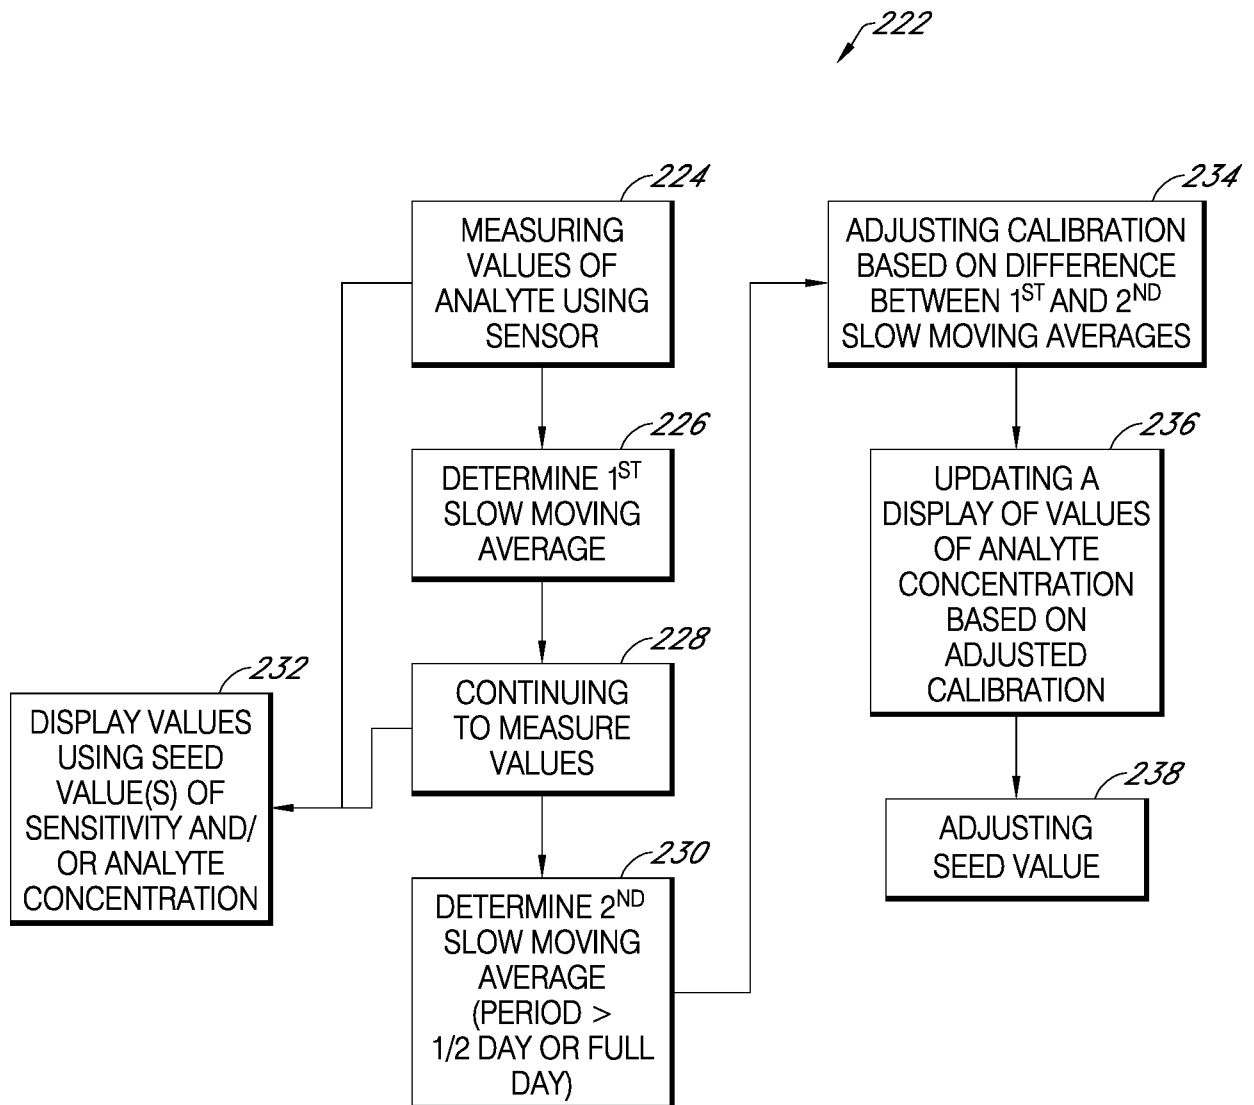 222
224
MEASURING
VALUES OF
ANALYTE USING
SENSOR
226
DETERMINE 1ST
SLOW MOVING
AVERAGE
228
CONTINUING
TO MEASURE
VALUES
232
DISPLAY VALUES
USING SEED
VALUE(S) OF
SENSITIVITY AND/
OR ANALYTE
CONCENTRATION
230
DETERMINE 2ND
SLOW MOVING
AVERAGE
(PERIOD >
1/2 DAY OR FULL
DAY)
234
ADJUSTING CALIBRATION
BASED ON DIFFERENCE
BETWEEN 1ST AND 2ND
SLOW MOVING AVERAGES
236
UPDATING A
DISPLAY OF VALUES
OF ANALYTE
CONCENTRATION
BASED ON
ADJUSTED
CALIBRATION
238
ADJUSTING
SEED VALUE